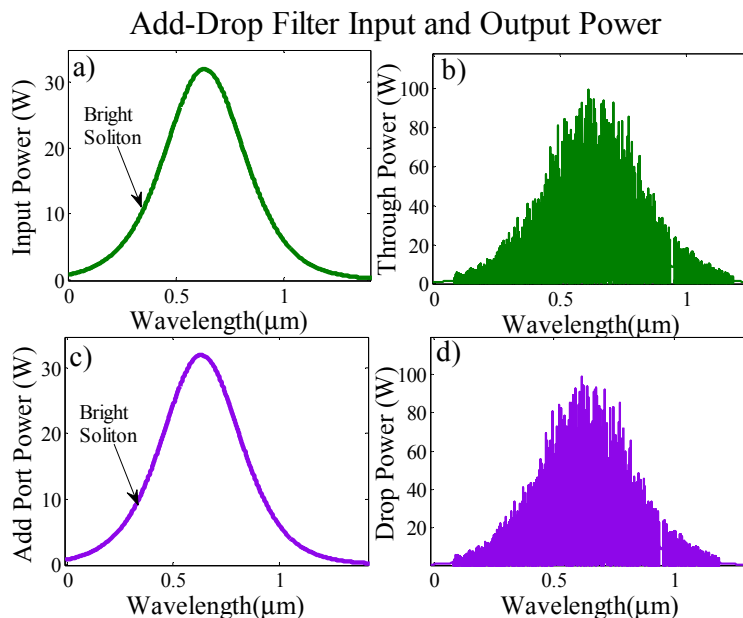 Add-Drop Filter Input and Output Power
a)
Input Power (W)
30
20
10
0
Bright
Soliton
0
0.5
1
Wavelength(μm)
b)
Through Power (W)
100
80
60
40
20
0
0
0.5
1
Wavelength(μm)
c)
Add Port Power (W)
30
20
10
0
Bright
Soliton
0
0.5
1
Wavelength(μm)
d)
Drop Power (W)
100
80
60
40
20
0
0.5
1
Wavelength(μm)